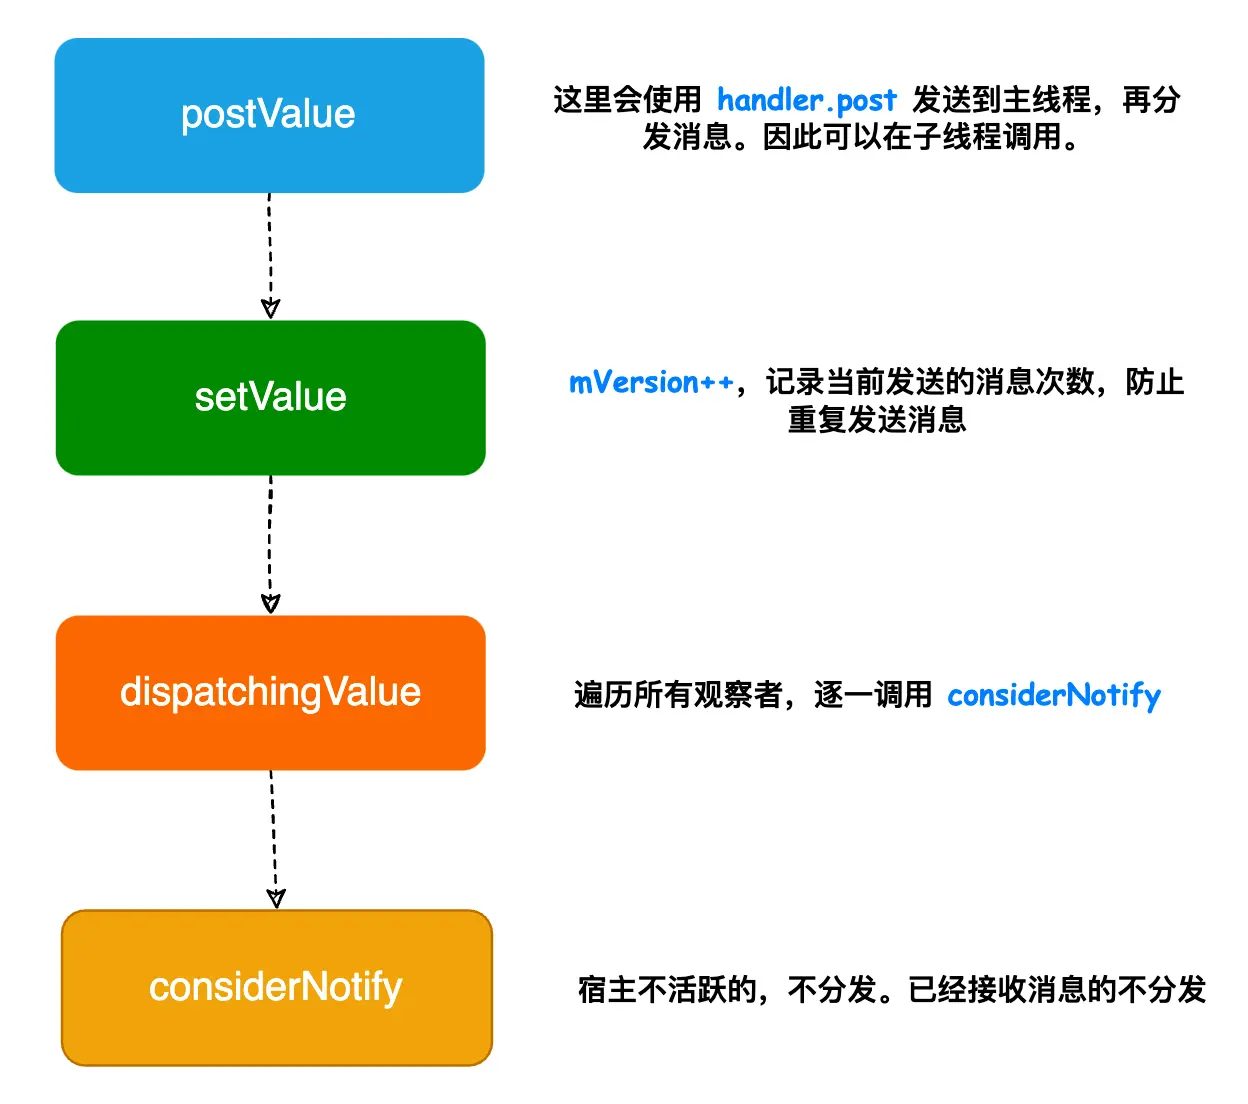 postValue
这里会使用 handler.post 发送到主线程，再分
发消息。因此可以在子线程调用。
setValue
mVersion++，记录当前发送的消息次数，防止
重复发送消息
dispatchingValue
遍历所有观察者，逐一调用 considerNotify
considerNotify
宿主不活跃的，不分发。已经接收消息的不分发